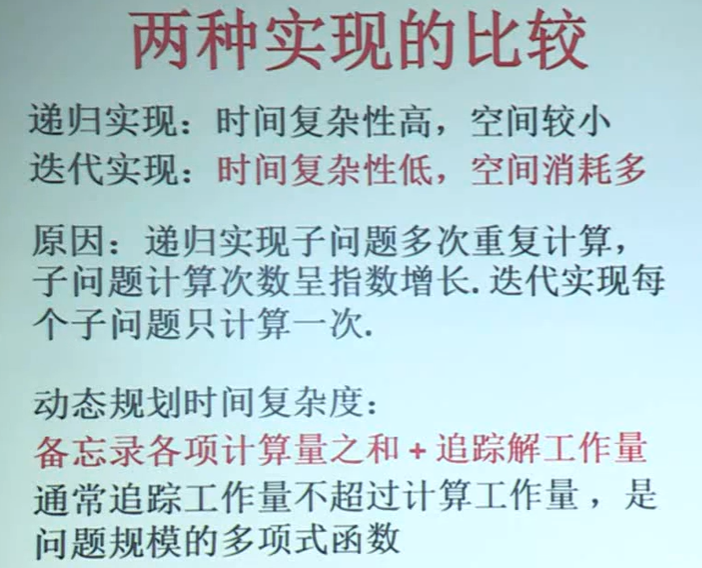 两种实现的比较
递归实现：时间复杂性高，空间较小
迭代实现：时间复杂性低，空间消耗多
原因：递归实现子问题多次重复计算，
子问题计算次数呈指数增长. 迭代实现每
个子问题只计算一次.
动态规划时间复杂度：
备忘录各项计算量之和 + 追踪解工作量
通常追踪工作量不超过计算工作量，是
问题规模的多项式函数